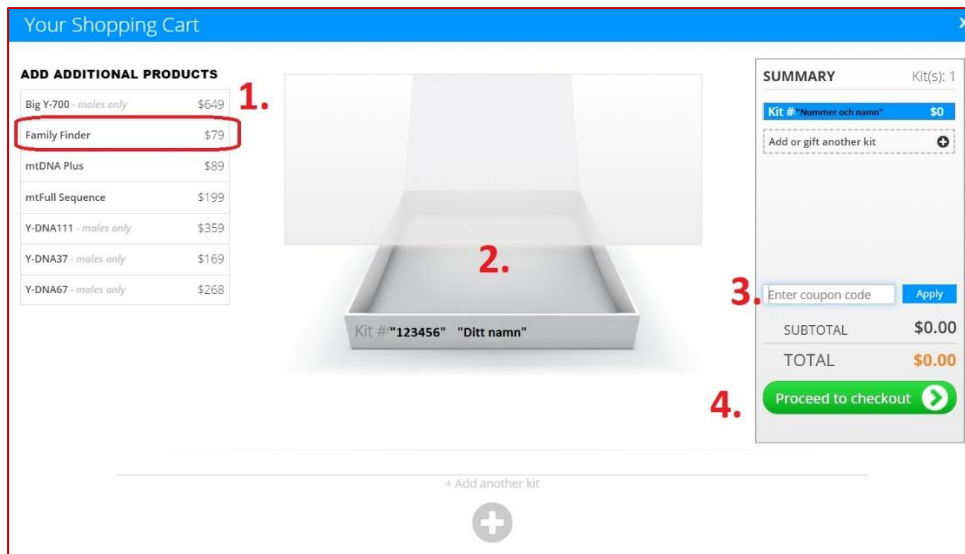 Your Shopping Cart
x
ADD ADDITIONAL PRODUCTS
Big Y-700 - males only $649
Family Finder $79
mtDNA Plus $89
mtFull Sequence $199
Y-DNA111 - males only $359
Y-DNA37 - males only $169
Y-DNA67 - males only $268
1.
2.
Kit # "123456" "Ditt namn"
SUMMARY Kit(s): 1
Kit # "Nummer och namn" $0
Add or gift another kit
3.
Enter coupon code Apply
SUBTOTAL $0.00
TOTAL $0.00
4.
Proceed to checkout
+ Add another kit